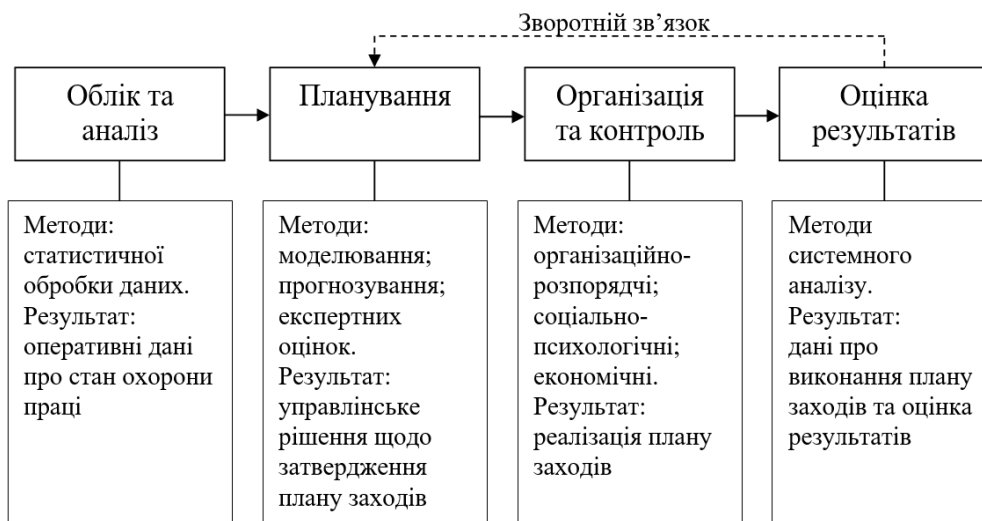 Зворотній зв’язок
Облік та
аналіз
Планування
Організація
та контроль
Оцінка
результатів
Методи:
статистичної
обробки даних.
Результат:
оперативні дані
про стан охорони
праці
Методи:
моделювання;
прогнозування;
експертних
оцінок.
Результат:
управлінське
рішення щодо
затвердження
плану заходів
Методи:
організаційно-
розпорядчі;
соціально-
психологічні;
економічні.
Результат:
реалізація плану
заходів
Методи
системного
аналізу.
Результат:
дані про
виконання плану
заходів та оцінка
результатів